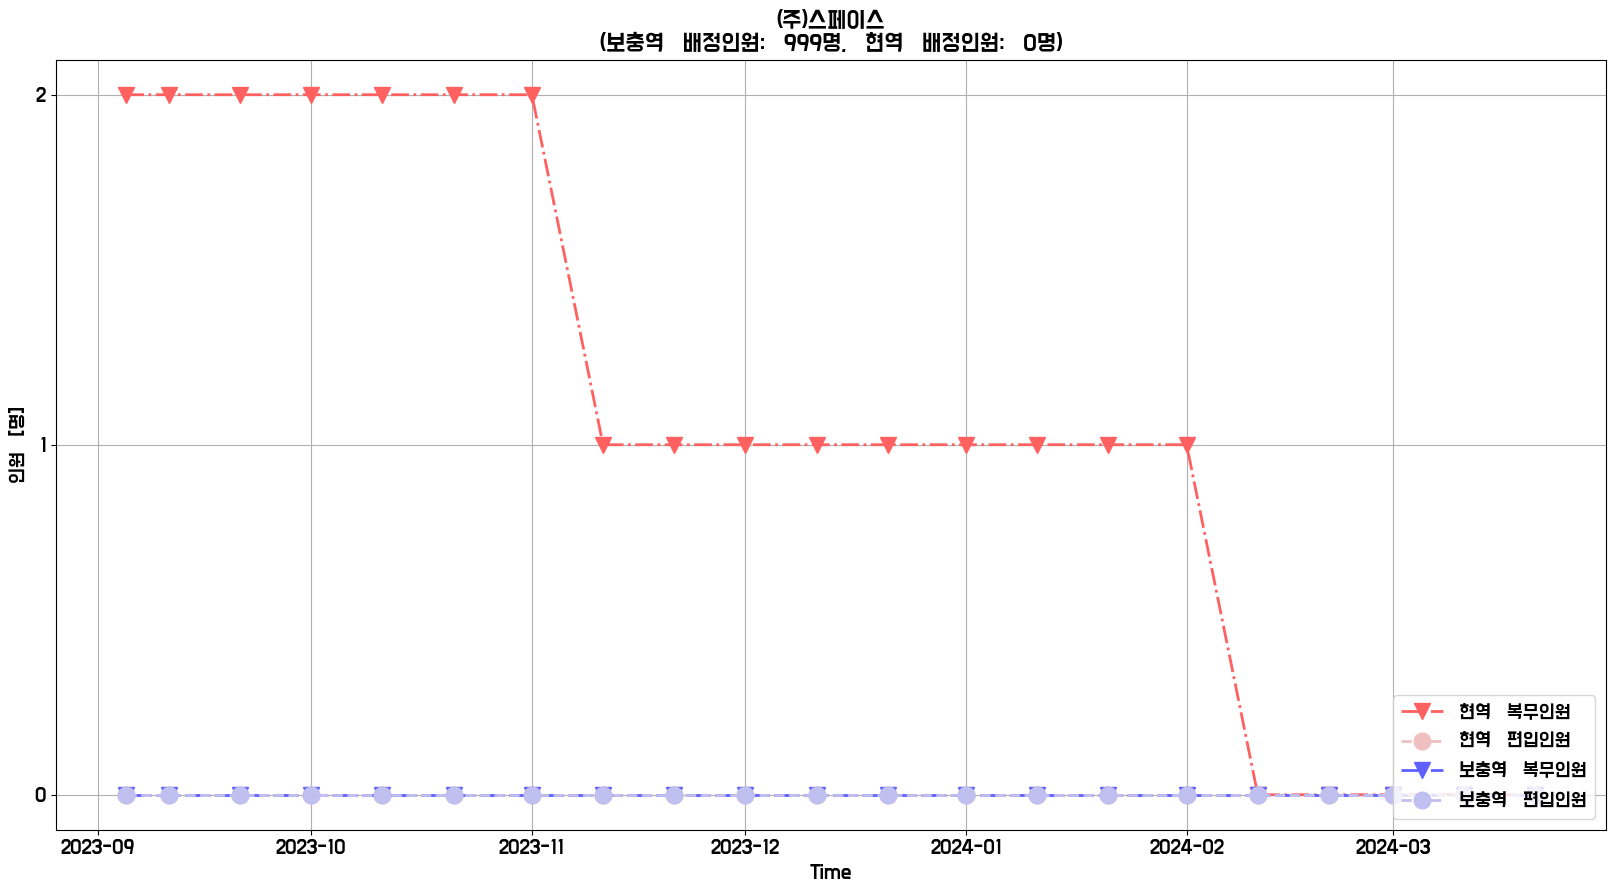 (주)스페이스
(보충역 배정인원: 999명, 현역 배정인원: 0명)
인원 [명]
2
1
0
2023-09 2023-10 2023-11 2023-12 2024-01 2024-02 2024-03
Time
현역 복무인원
현역 편입인원
보충역 복무인원
보충역 편입인원